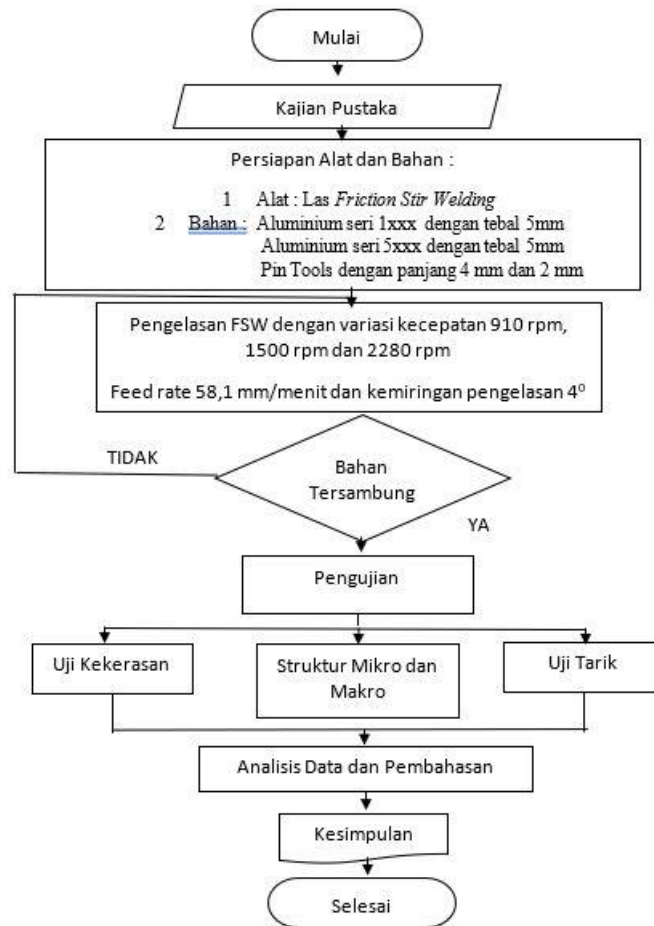 Mulai
Kajian Pustaka
Persiapan Alat dan Bahan :
1 Alat : Las Friction Stir Welding
2 Bahan : Aluminium seri 1xxx dengan tebal 5mm
Aluminium seri 5xxx dengan tebal 5mm
Pin Tools dengan panjang 4 mm dan 2 mm
Pengelasan FSW dengan variasi kecepatan 910 rpm,
1500 rpm dan 2280 rpm
Feed rate 58,1 mm/menit dan kemiringan pengelasan 4⁰
TIDAK
Bahan
Tersambung
YA
Pengujian
Uji Kekerasan
Struktur Mikro dan
Makro
Uji Tarik
Analisis Data dan Pembahasan
Kesimpulan
Selesai